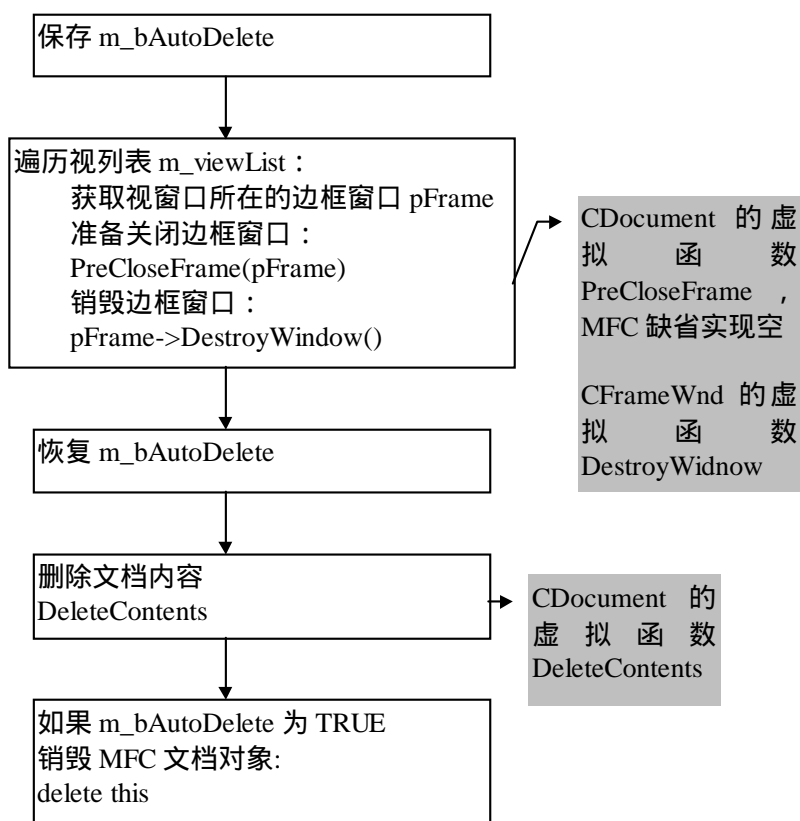 保存 m_bAutoDelete
遍历视列表 m_viewList：
获取视窗口所在的边框窗口 pFrame
准备关闭边框窗口：
PreCloseFrame(pFrame)
销毁边框窗口：
pFrame->DestroyWindow()
CDocument 的虚
拟 函 数
PreCloseFrame ，
MFC 缺省实现空
CFrameWnd 的虚
拟 函 数
DestroyWidnow
恢复 m_bAutoDelete
删除文档内容
DeleteContents
CDocument 的
虚 拟 函 数
DeleteContents
如果 m_bAutoDelete 为 TRUE
销毁 MFC 文档对象:
delete this